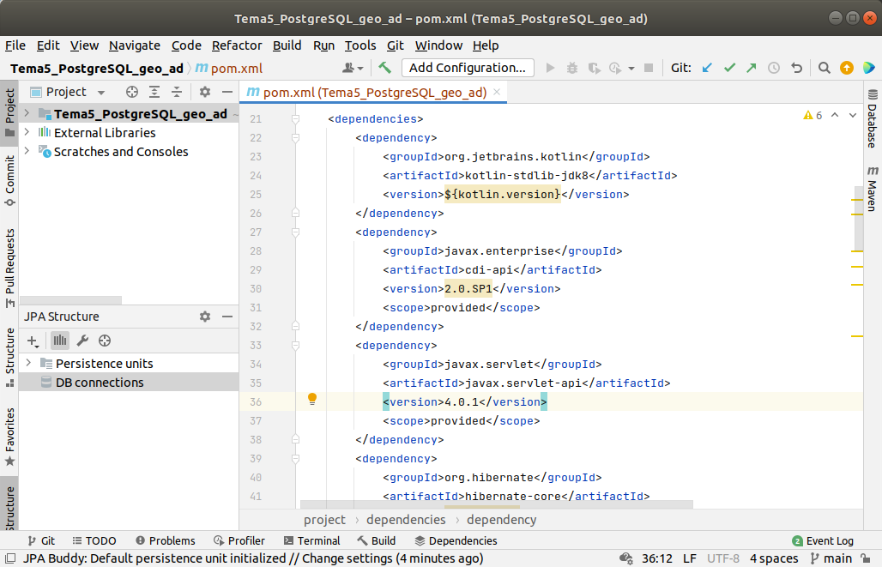 Tema5_PostgreSQL_geo_ad – pom.xml (Tema5_PostgreSQL_geo_ad)
File Edit View Navigate Code Refactor Build Run Tools Git Window Help
Tema5_PostgreSQL_geo_ad pom.xml Add Configuration... Git:
Project
Commit
Pull Requests
Structure
Favorites
Structure
Project
Tema5_PostgreSQL_geo_ad ~
External Libraries
Scratches and Consoles
JPA Structure
Persistence units
DB connections
pom.xml (Tema5_PostgreSQL_geo_ad)
6
21 <dependencies>
22 <dependency>
23 <groupId>org.jetbrains.kotlin</groupId>
24 <artifactId>kotlin-stdlib-jdk8</artifactId>
25 <version>${kotlin.version}</version>
26 </dependency>
27 <dependency>
28 <groupId>javax.enterprise</groupId>
29 <artifactId>cdi-api</artifactId>
30 <version>2.0.SP1</version>
31 <scope>provided</scope>
32 </dependency>
33 <dependency>
34 <groupId>javax.servlet</groupId>
35 <artifactId>javax.servlet-api</artifactId>
36 <version>4.0.1</version>
37 <scope>provided</scope>
38 </dependency>
39 <dependency>
40 <groupId>org.hibernate</groupId>
41 <artifactId>hibernate-core</artifactId>
project › dependencies › dependency
Database
Maven
Git TODO Problems Profiler Terminal Build Dependencies 2 Event Log
JPA Buddy: Default persistence unit initialized // Change settings (4 minutes ago) 36:12 LF UTF-8 4 spaces main